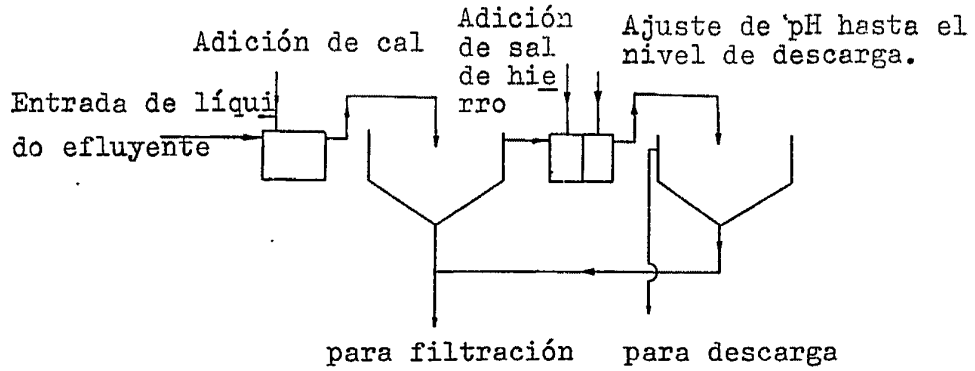 Adición de cal
Adición
de sal
de hie
rro
Ajuste de pH hasta el
nivel de descarga.
Entrada de líqui
do efluyente
para filtración
para descarga